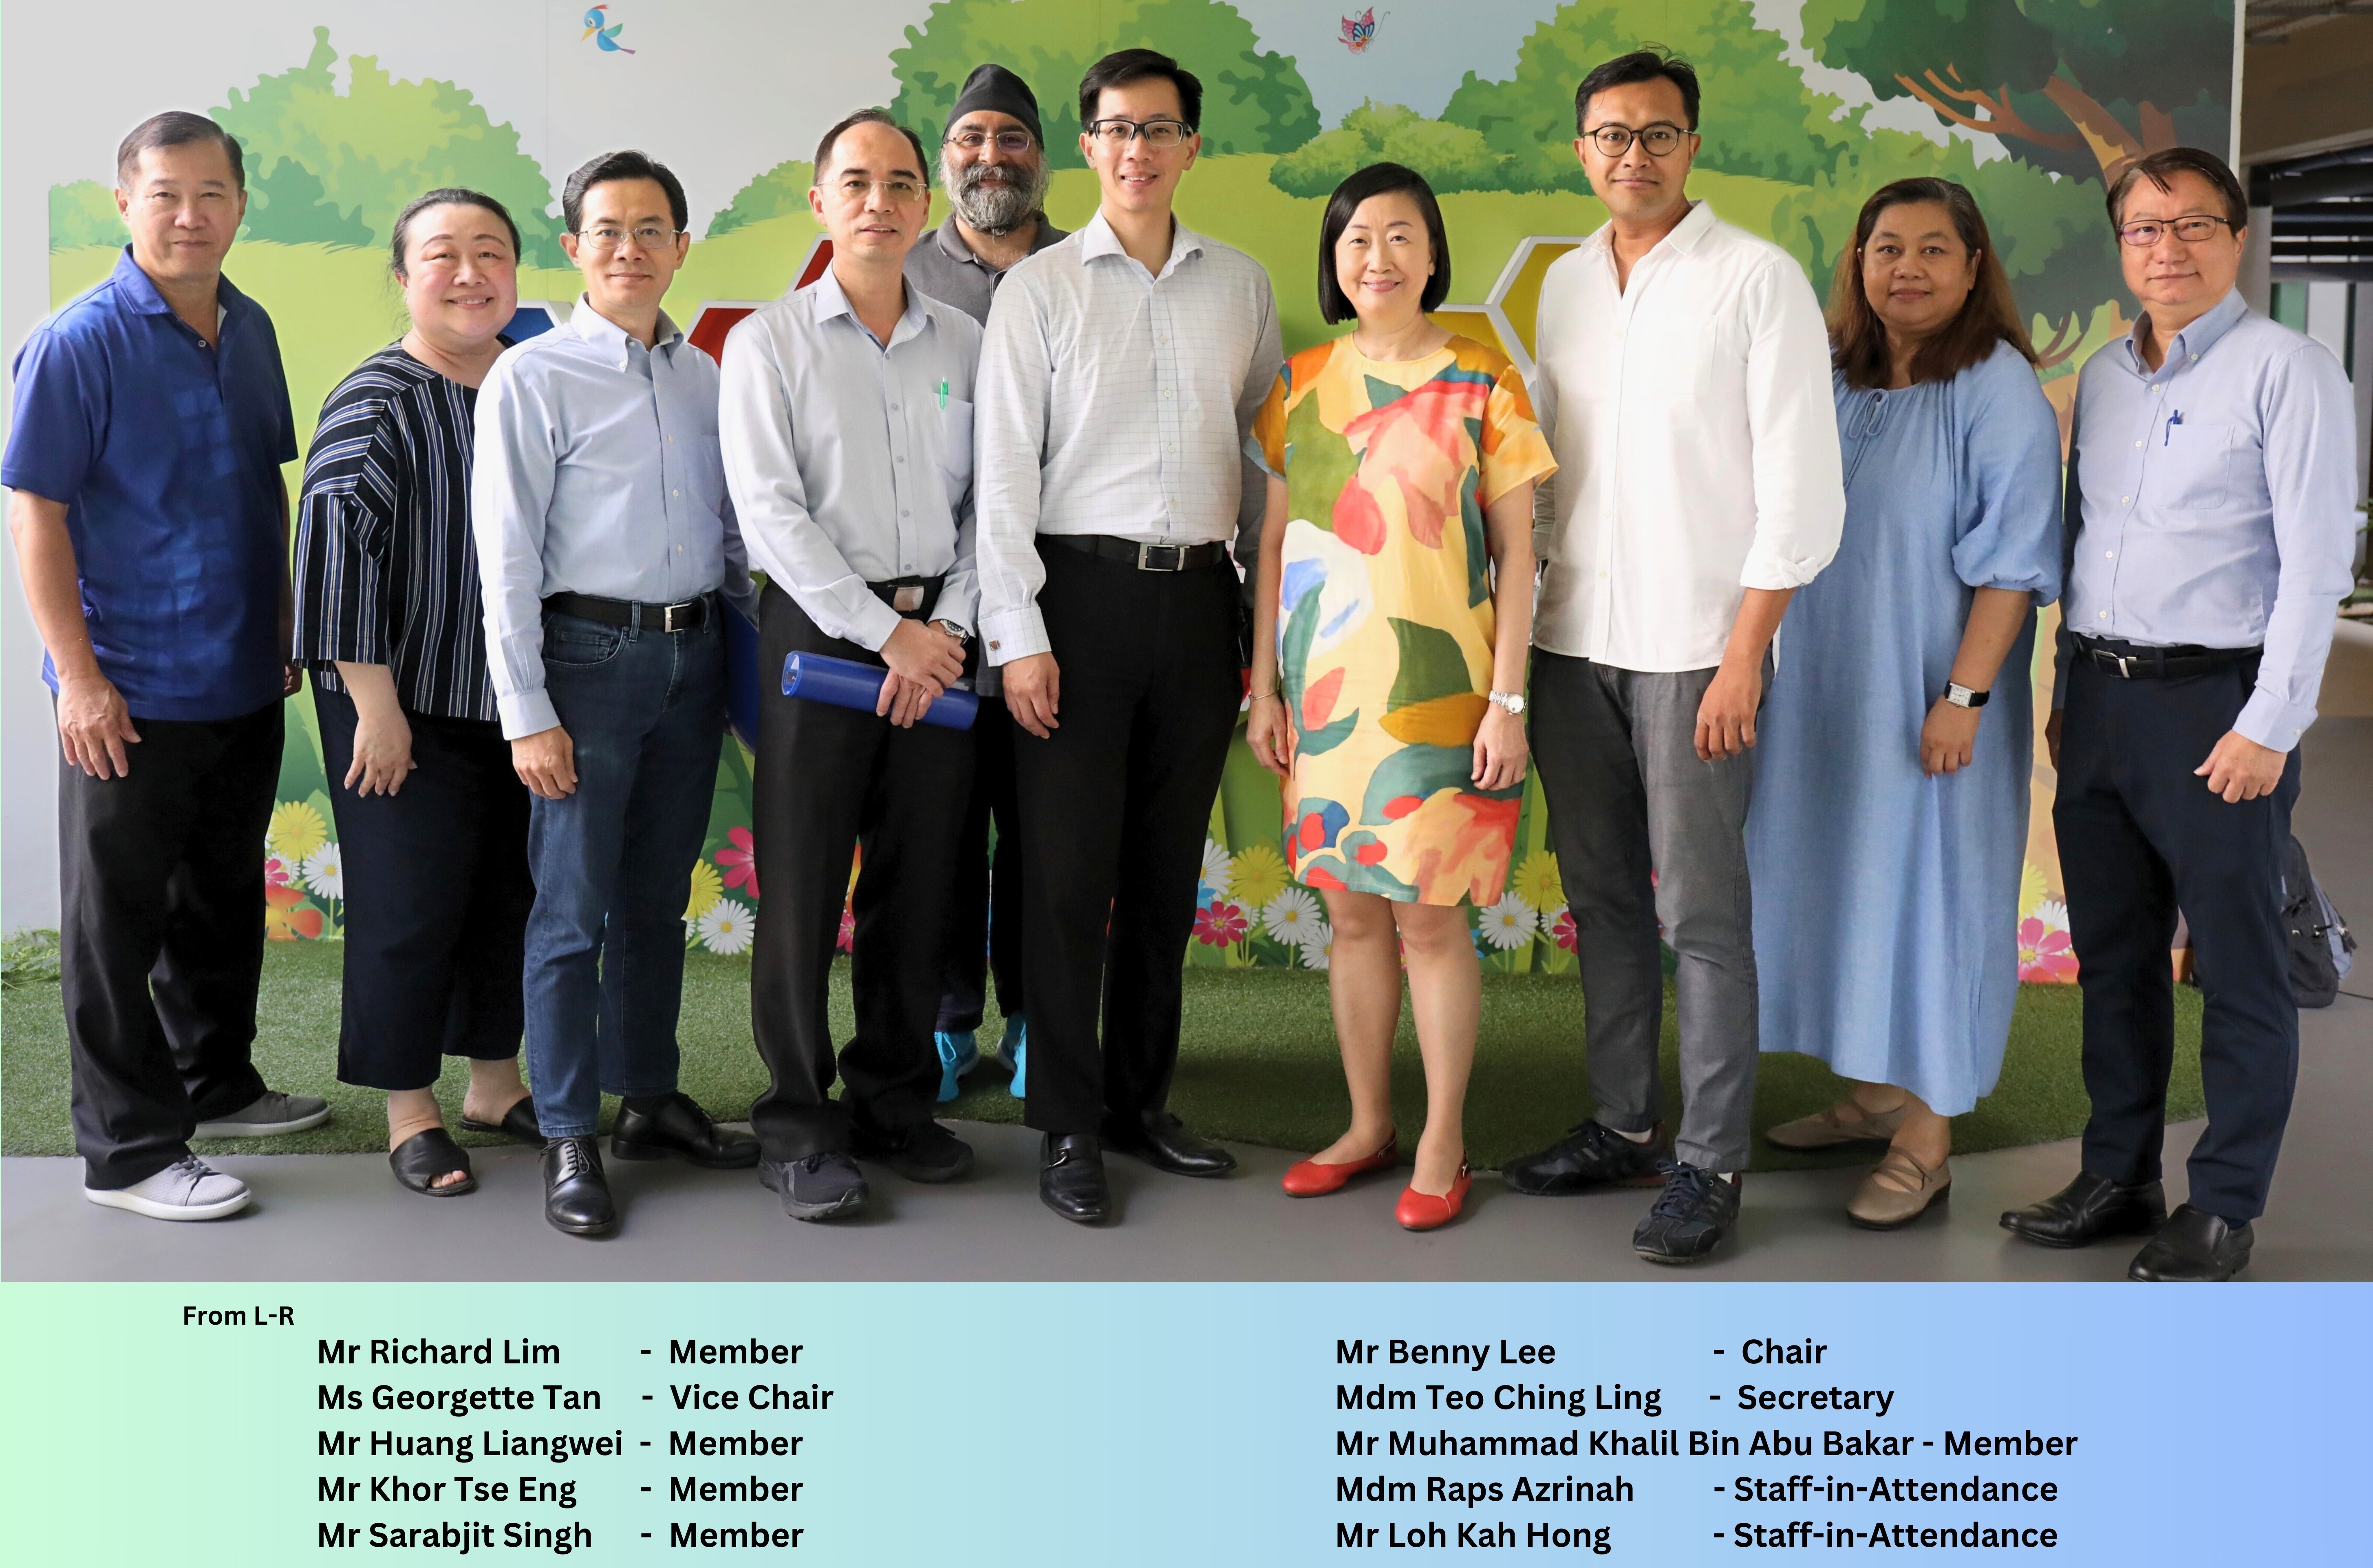 From L-R
Mr Richard Lim - Member
Ms Georgette Tan - Vice Chair
Mr Huang Liangwei - Member
Mr Khor Tse Eng - Member
Mr Sarabjit Singh - Member
Mr Benny Lee - Chair
Mdm Teo Ching Ling - Secretary
Mr Muhammad Khalil Bin Abu Bakar - Member
Mdm Raps Azrinah - Staff-in-Attendance
Mr Loh Kah Hong - Staff-in-Attendance